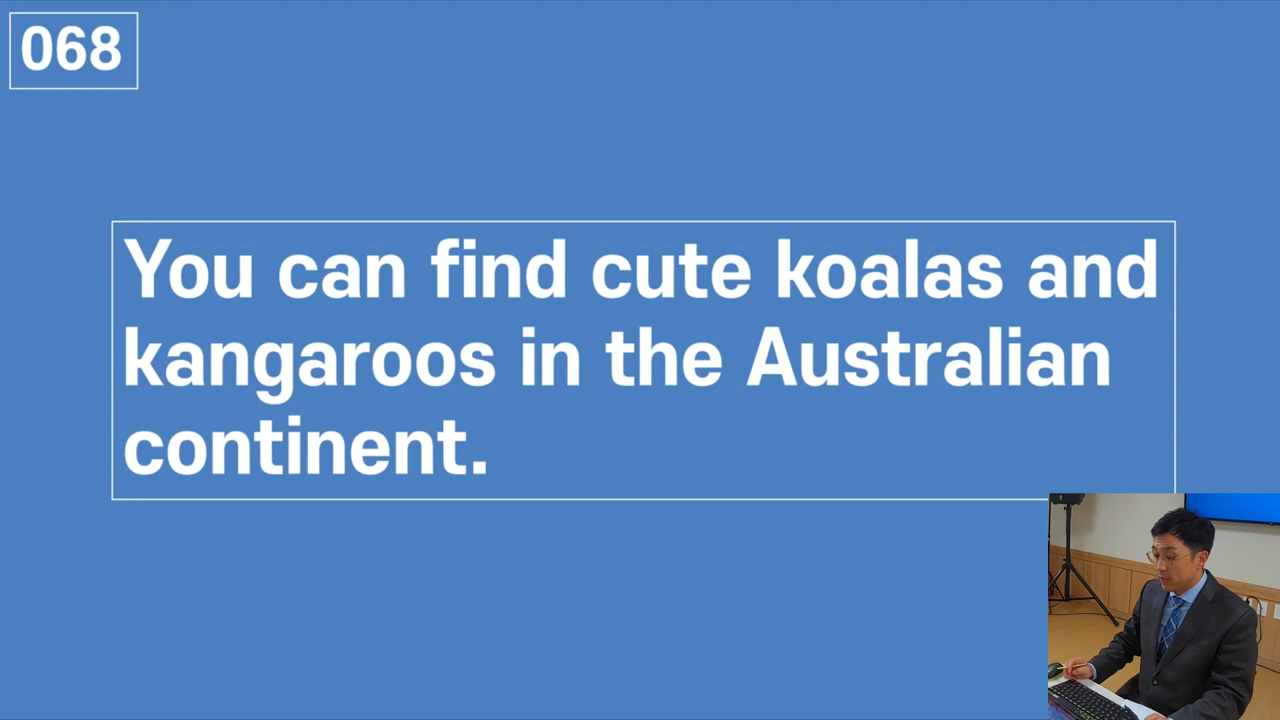 068
You can find cute koalas and
kangaroos in the Australian
continent.